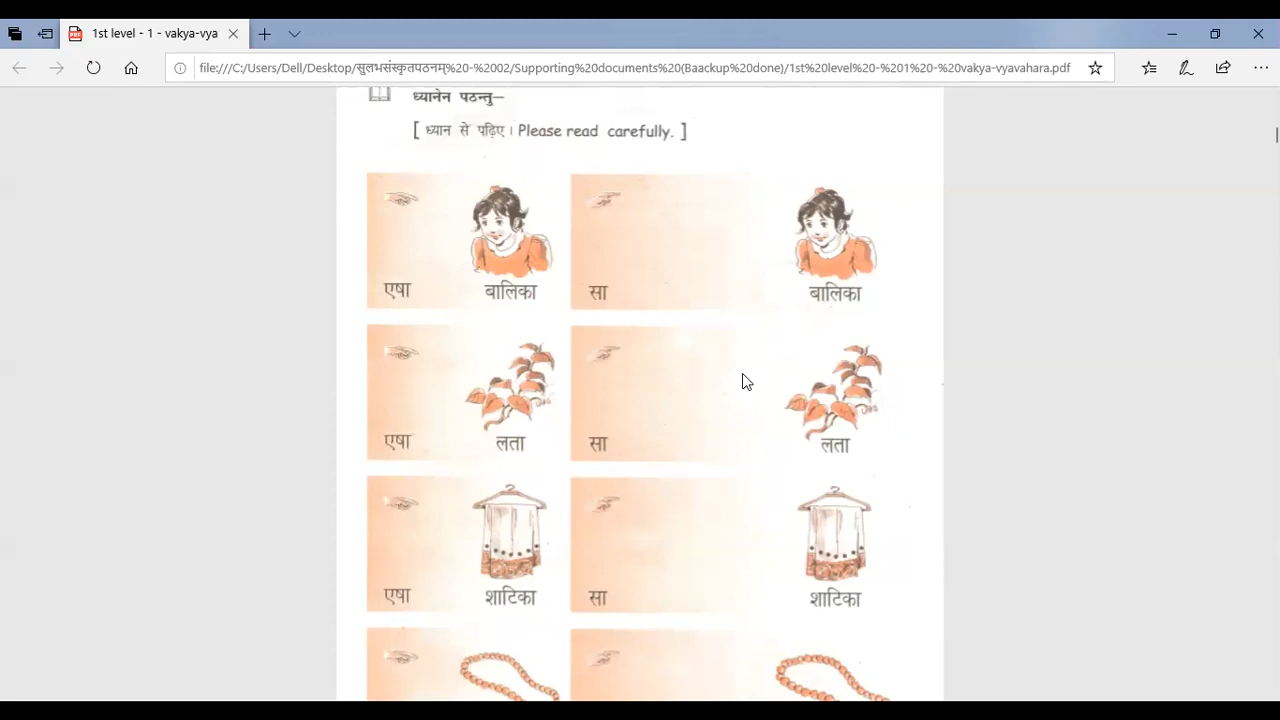 1st level - 1 - vakya-vya
file:///C:/Users/Dell/Desktop/सुलभसंस्कृतपठनम्%20-%2002/Supporting%20documents%20(Baackup%20done)/1st%20level%20-%201%20-%20vakya-vyavahara.pdf
ध्यानेन पठन्तु–
[ ध्यान से पढ़िए। Please read carefully. ]
एषा बालिका सा बालिका
एषा लता सा लता
एषा शाटिका सा शाटिका